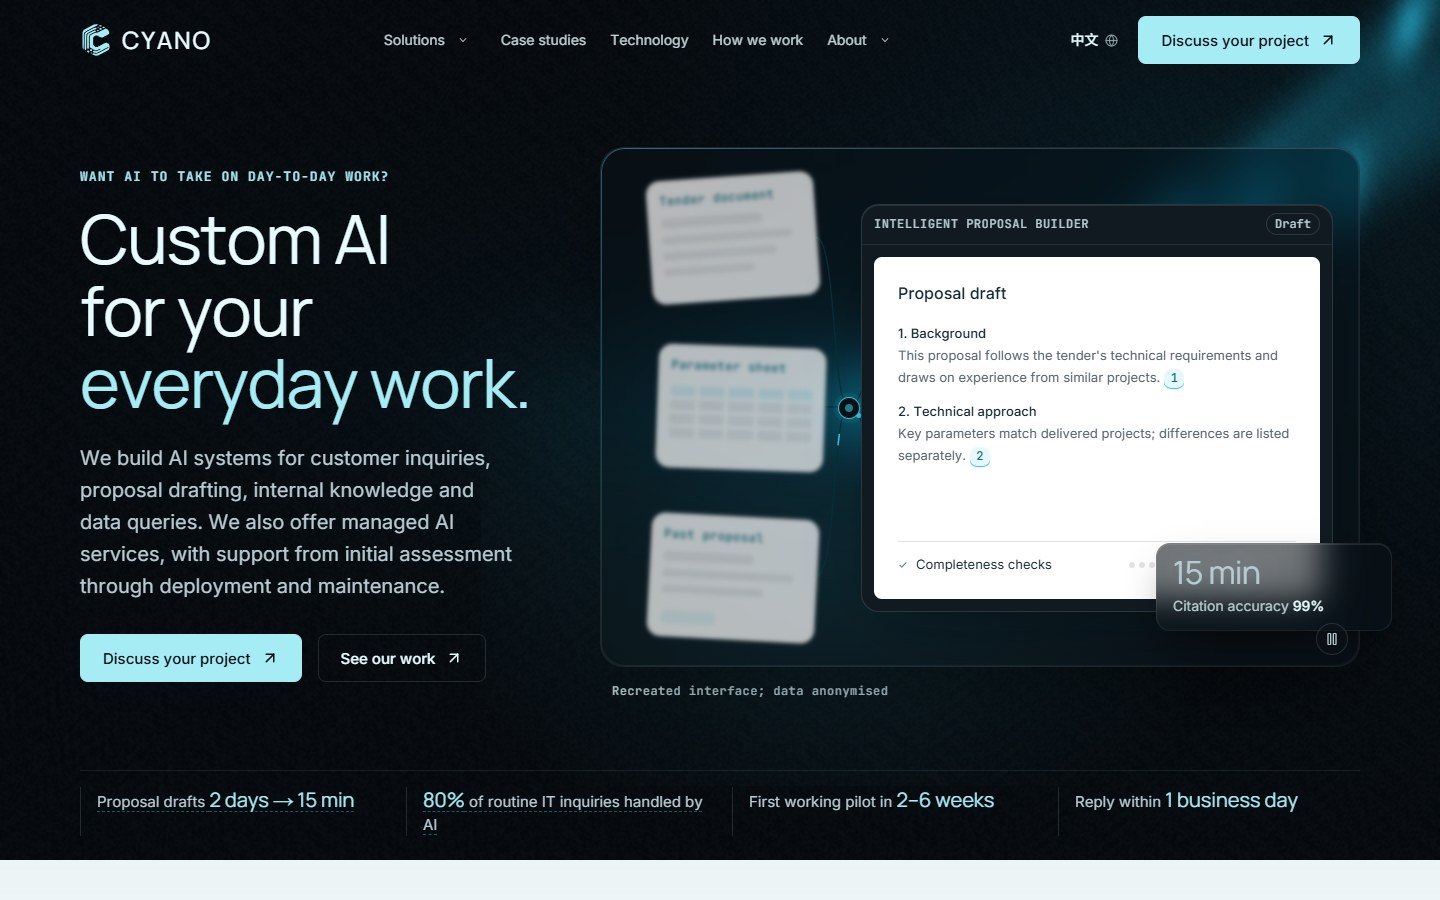 CYANO
Solutions
Case studies
Technology
How we work
About
中文
Discuss your project
WANT AI TO TAKE ON DAY-TO-DAY WORK?
Custom AI
for your
everyday work.
We build AI systems for customer inquiries,
proposal drafting, internal knowledge and
data queries. We also offer managed AI
services, with support from initial assessment
through deployment and maintenance.
Discuss your project
See our work
Tender document
Parameter sheet
Past proposal
INTELLIGENT PROPOSAL BUILDER
Draft
Proposal draft
1. Background
This proposal follows the tender's technical requirements and
draws on experience from similar projects. 1
2. Technical approach
Key parameters match delivered projects; differences are listed
separately. 2
Completeness checks
15 min
Citation accuracy 99%
Recreated interface; data anonymised
Proposal drafts 2 days → 15 min
80% of routine IT inquiries handled by
AI
First working pilot in 2–6 weeks
Reply within 1 business day